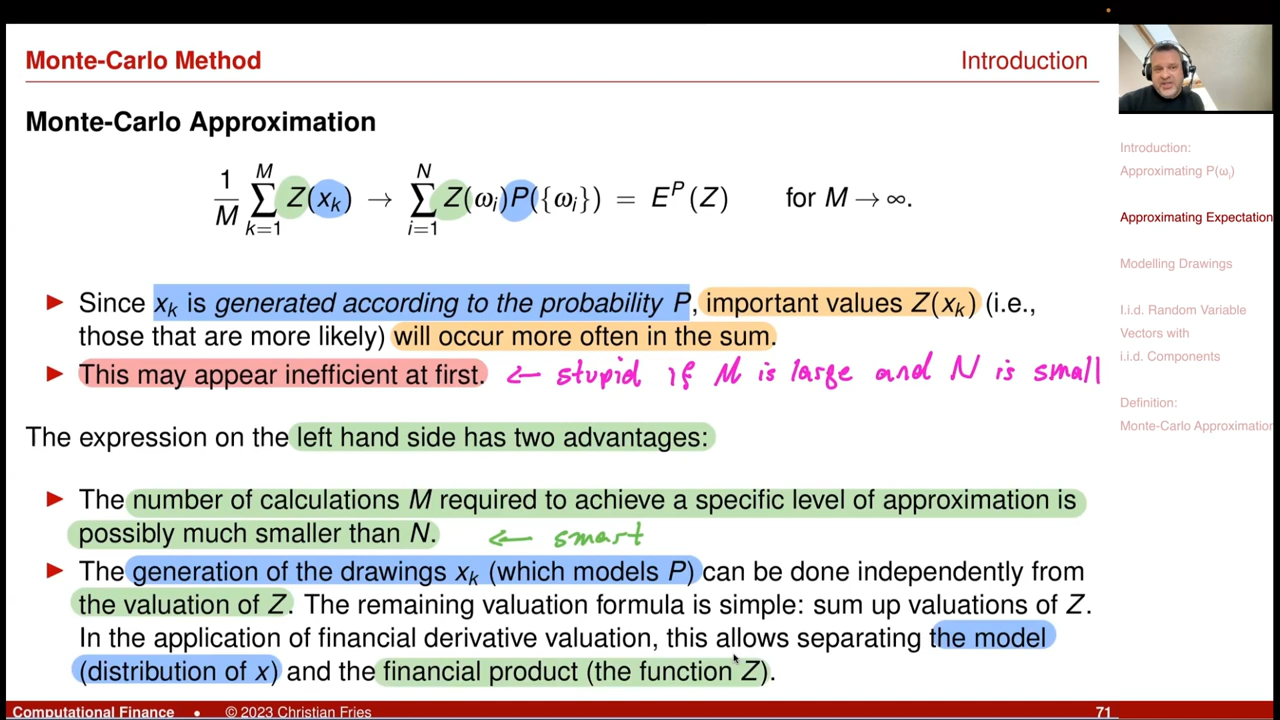 Monte-Carlo Method
Introduction
Monte-Carlo Approximation
1/M ∑_{k=1}^{M} Z(x_k) → ∑_{i=1}^{N} Z(ω_i)P({ω_i}) = E^P(Z) for M → ∞.
► Since x_k is generated according to the probability P, important values Z(x_k) (i.e.,
those that are more likely) will occur more often in the sum.
► This may appear inefficient at first. ← stupid if M is large and N is small
The expression on the left hand side has two advantages:
► The number of calculations M required to achieve a specific level of approximation is
possibly much smaller than N. ← smart
► The generation of the drawings x_k (which models P) can be done independently from
the valuation of Z. The remaining valuation formula is simple: sum up valuations of Z.
In the application of financial derivative valuation, this allows separating the model
(distribution of x) and the financial product (the function Z).
Computational Finance • © 2023 Christian Fries
71
Introduction:
Approximating P(ω_i)
Approximating Expectation
Modelling Drawings
I.i.d. Random Variable
Vectors with
i.i.d. Components
Definition:
Monte-Carlo Approximation